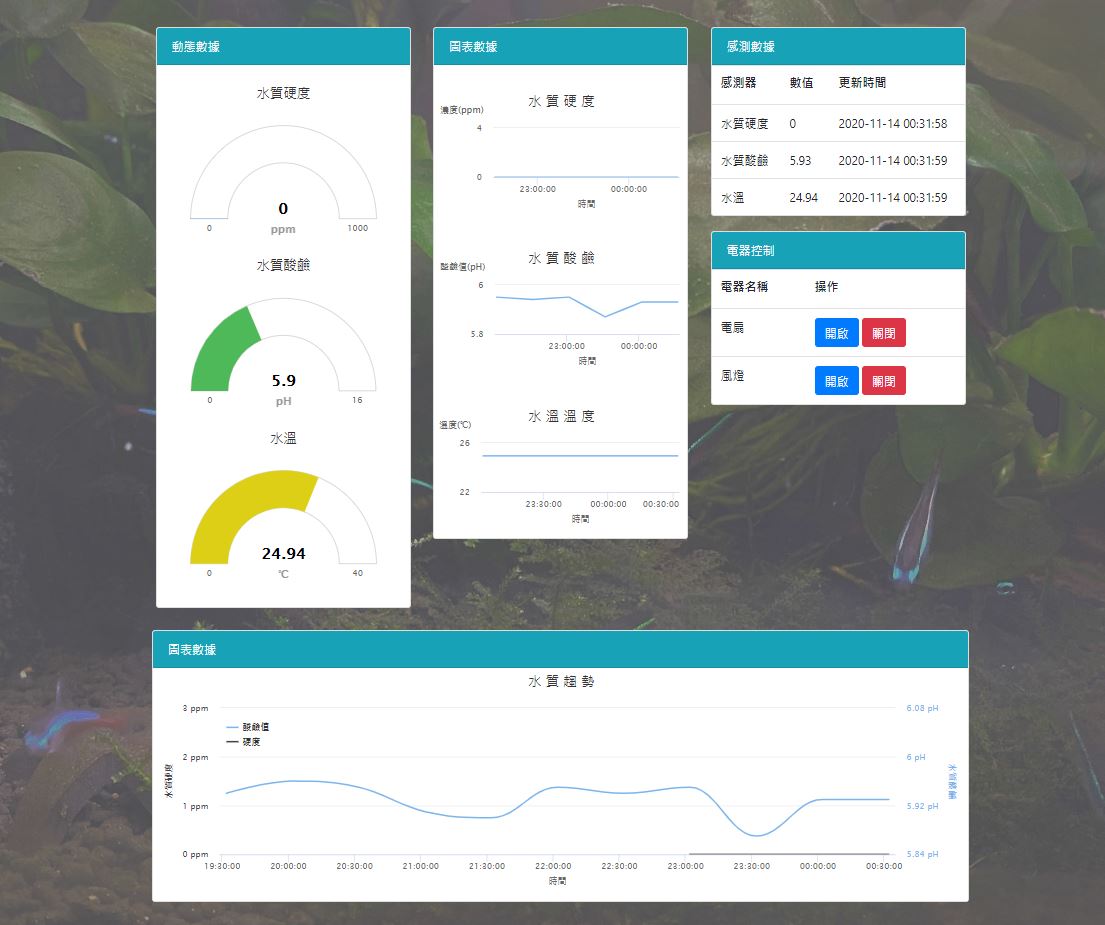 動態數據
水質硬度
0
ppm
0
1000
水質酸鹼
5.9
pH
0
16
水溫
24.94
℃
0
40
圖表數據
水質硬度
濃度(ppm)
4
0
23:00:00
00:00:00
時間
水質酸鹼
酸鹼值(pH)
6
5.8
23:00:00
00:00:00
時間
水溫溫度
溫度(℃)
26
22
23:30:00
00:00:00
00:30:00
時間
感測數據
感測器 數值 更新時間
水質硬度 0 2020-11-14 00:31:58
水質酸鹼 5.93 2020-11-14 00:31:59
水溫 24.94 2020-11-14 00:31:59
電器控制
電器名稱 操作
電扇 開啟 關閉
風燈 開啟 關閉
圖表數據
水質趨勢
3 ppm
2 ppm
1 ppm
0 ppm
水質硬度
酸鹼值
硬度
6.08 pH
6 pH
5.92 pH
5.84 pH
水質酸鹼
19:30:00 20:00:00 20:30:00 21:00:00 21:30:00 22:00:00 22:30:00 23:00:00 23:30:00 00:00:00 00:30:00
時間